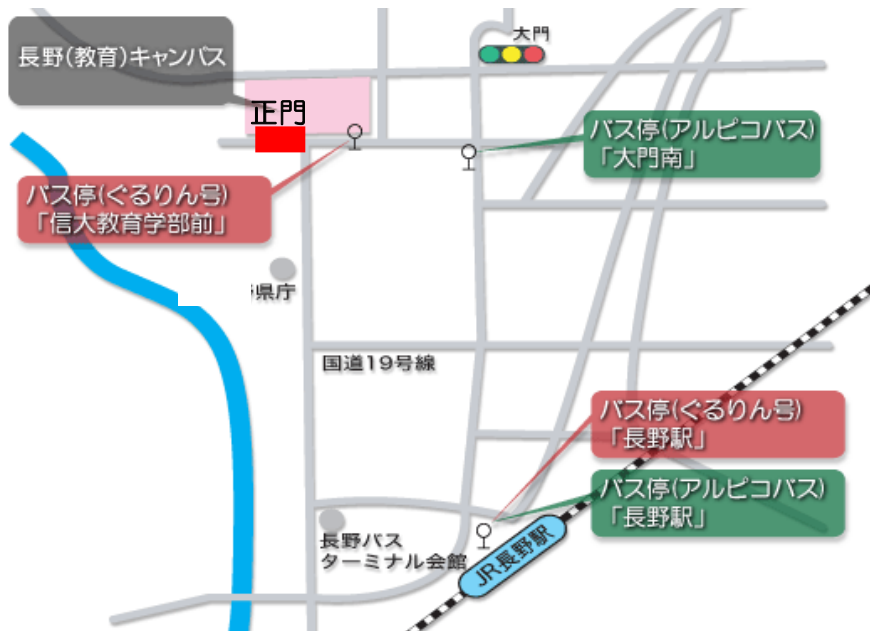 長野(教育)キャンパス
大門
正門
バス停(アルピコバス)
「大門南」
バス停(ぐるりん号)
「信大教育学部前」
県庁
国道19号線
バス停(ぐるりん号)
「長野駅」
バス停(アルピコバス)
「長野駅」
長野バス
ターミナル会館
JR長野駅